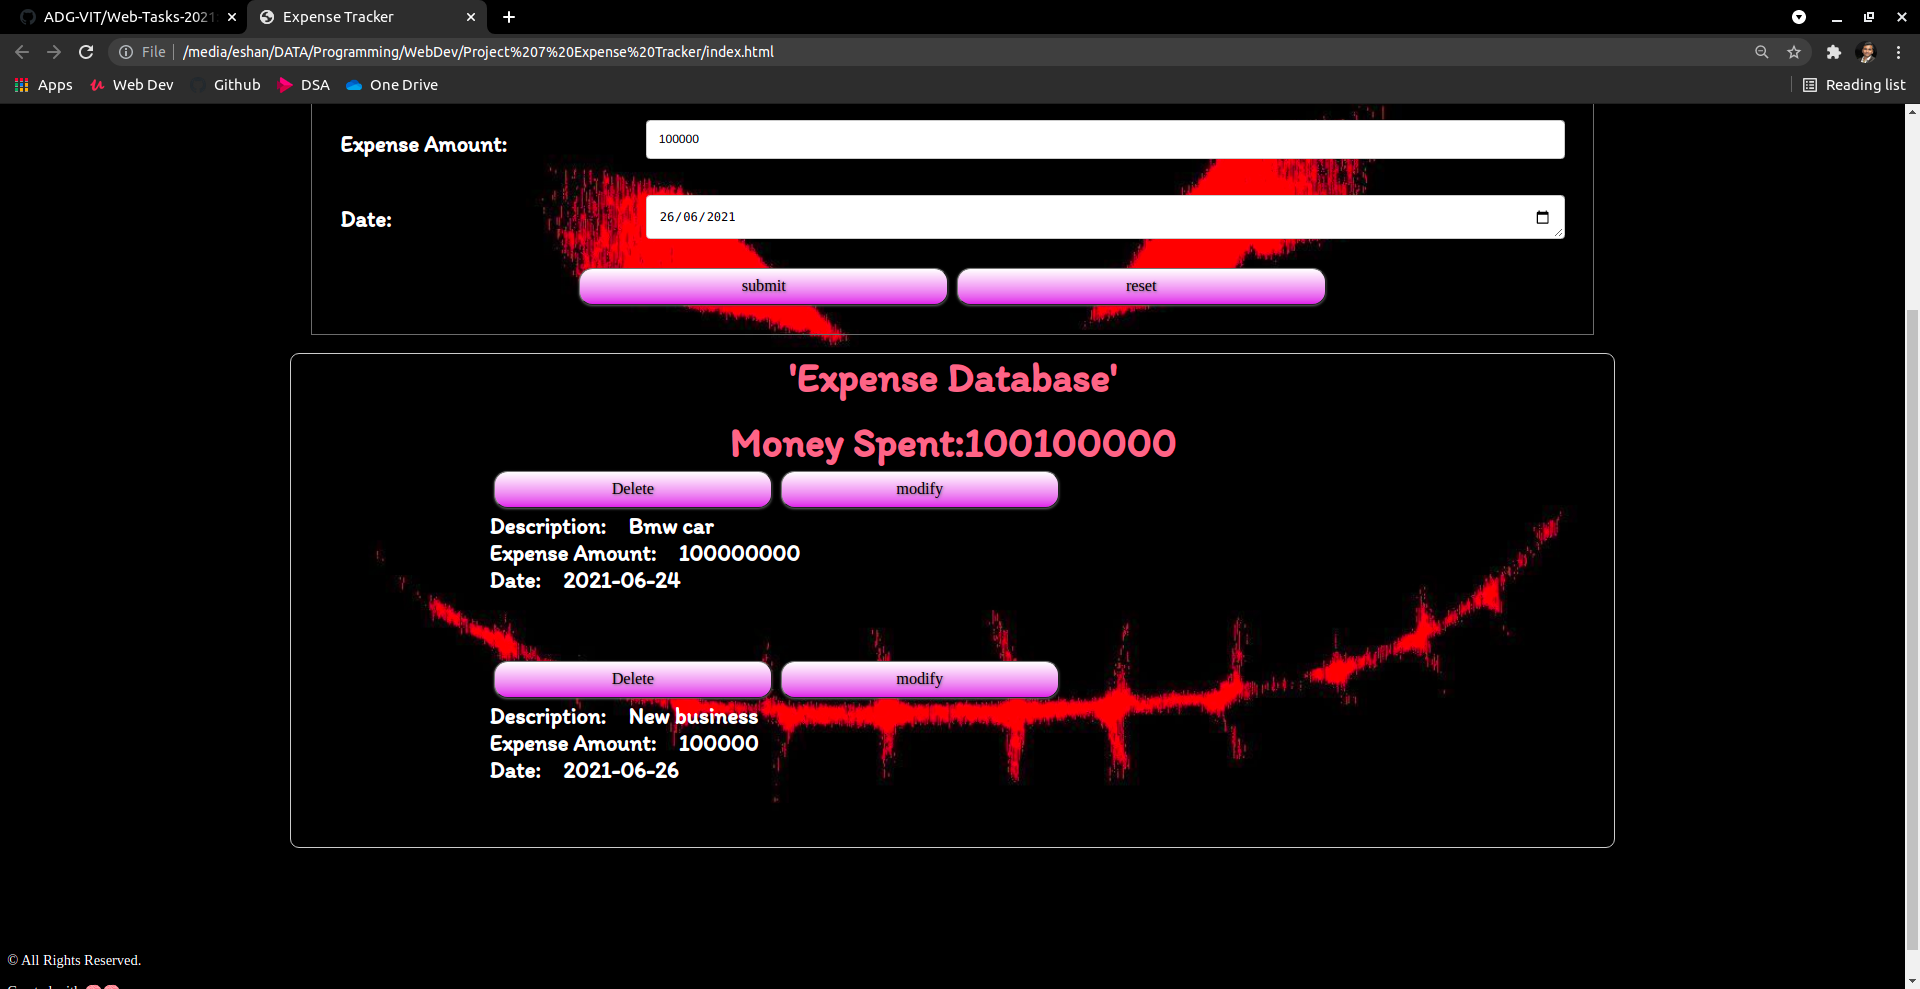 ADG-VIT/Web-Tasks-2021
Expense Tracker
File
/media/eshan/DATA/Programming/WebDev/Project%207%20Expense%20Tracker/index.html
Apps
Web Dev
Github
DSA
One Drive
Reading list
Expense Amount:
100000
Date:
26/06/2021
submit
reset
'Expense Database'
Money Spent:100100000
Delete
modify
Description: Bmw car
Expense Amount: 100000000
Date: 2021-06-24
Delete
modify
Description: New business
Expense Amount: 100000
Date: 2021-06-26
© All Rights Reserved.